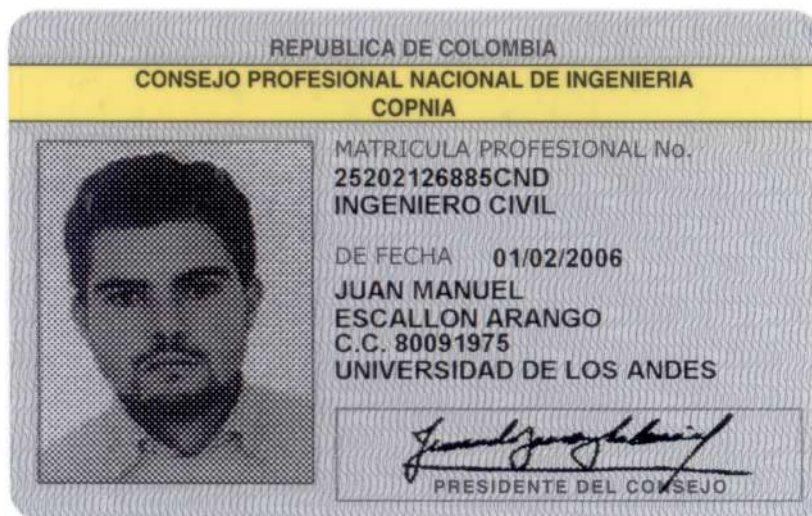 REPUBLICA DE COLOMBIA
CONSEJO PROFESIONAL NACIONAL DE INGENIERIA
COPNIA
MATRICULA PROFESIONAL No.
25202126885CND
INGENIERO CIVIL
DE FECHA 01/02/2006
JUAN MANUEL
ESCALLON ARANGO
C.C. 80091975
UNIVERSIDAD DE LOS ANDES
PRESIDENTE DEL CONSEJO